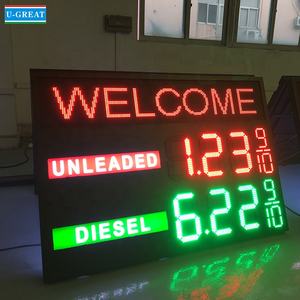 U-GREAT
WELCOME
UNLEADED 1.23 9/10
DIESEL 6.22 9/10